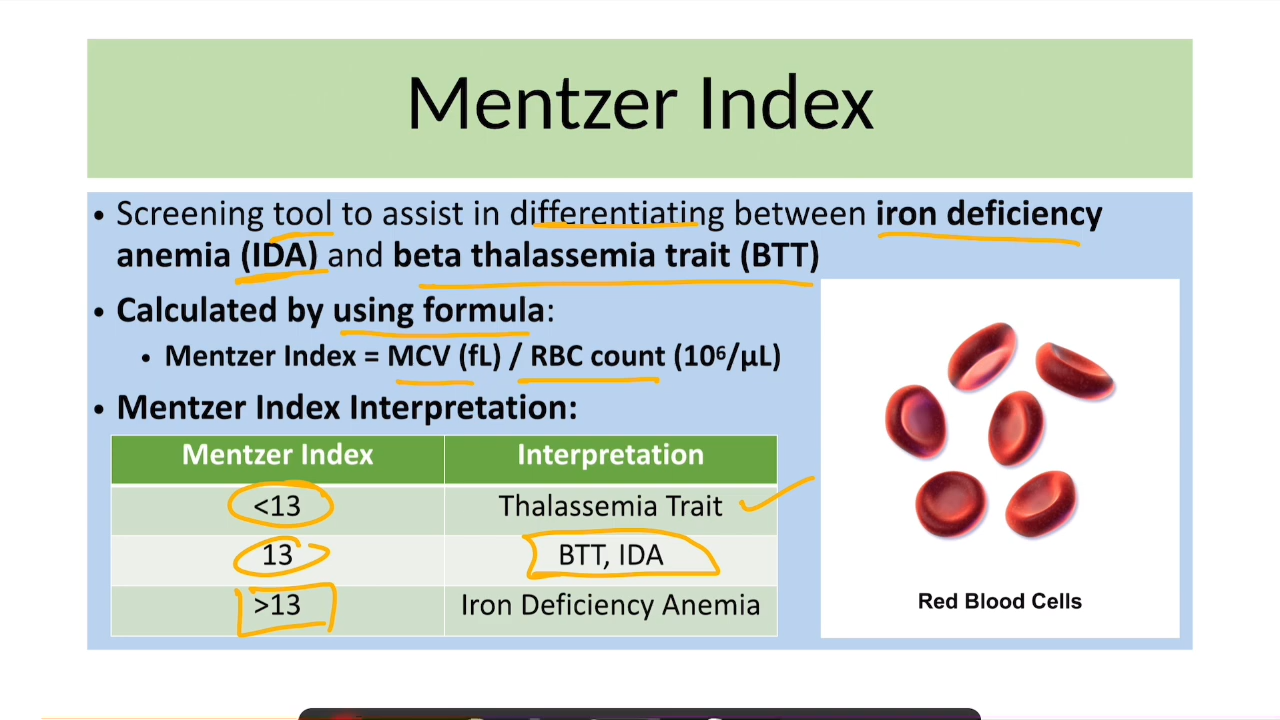 Mentzer Index
• Screening tool to assist in differentiating between iron deficiency
anemia (IDA) and beta thalassemia trait (BTT)
• Calculated by using formula:
• Mentzer Index = MCV (fL) / RBC count (10⁶/µL)
• Mentzer Index Interpretation:
Mentzer Index Interpretation
<13 Thalassemia Trait
13 BTT, IDA
>13 Iron Deficiency Anemia
Red Blood Cells